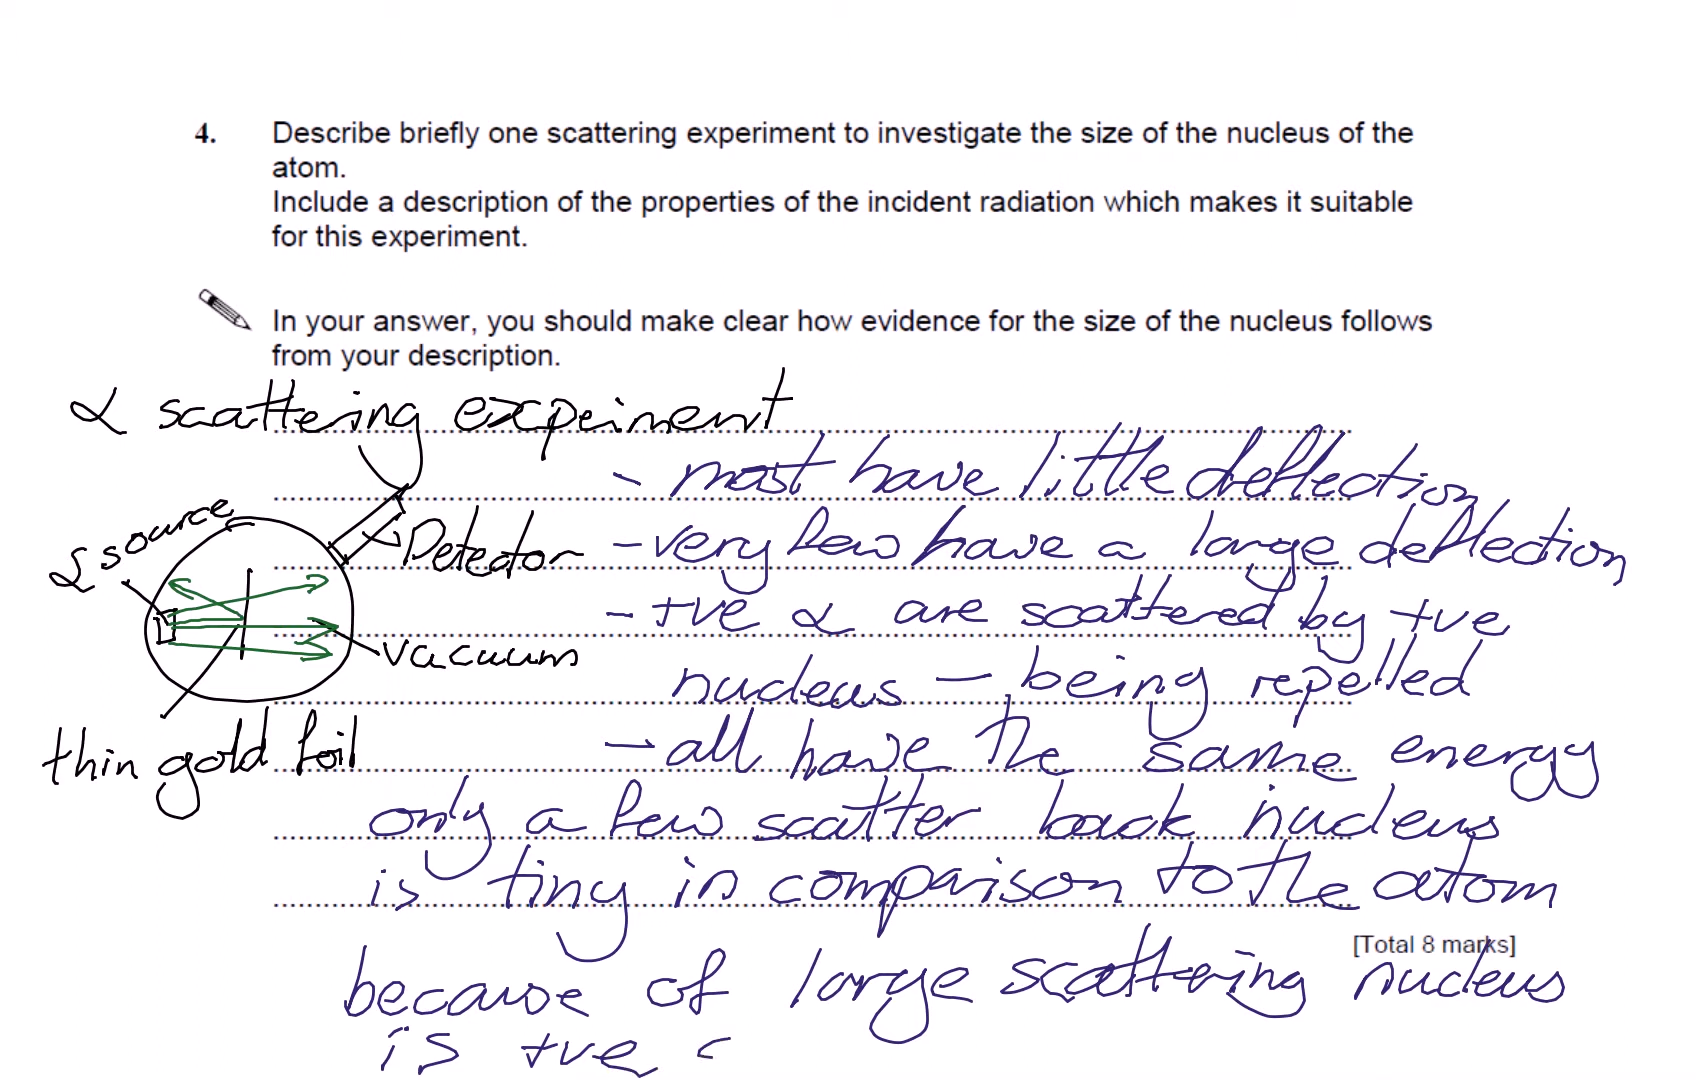 4. Describe briefly one scattering experiment to investigate the size of the nucleus of the
atom.
Include a description of the properties of the incident radiation which makes it suitable
for this experiment.
In your answer, you should make clear how evidence for the size of the nucleus follows
from your description.
α scattering expeiment
- most have little deflection
α source
Detector
- very few have a large deflection
- +ve α are scattered by +ve
vacuum
nucleus - being repelled
thin gold foil
- all have the same energy
only a few scatter back nucleus
is tiny in comparison to the atom
[Total 8 marks]
because of large scattering nucleus
is +ve